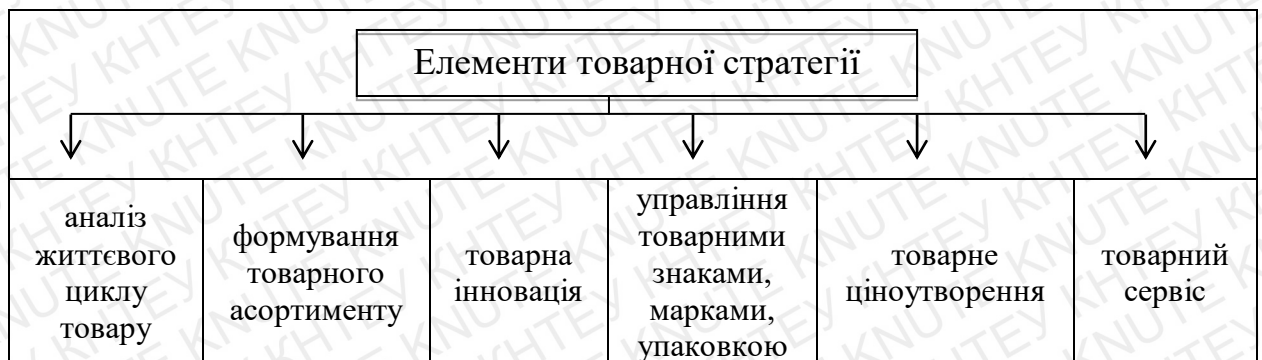 Елементи товарної стратегії
аналіз
життєвого
циклу
товару
формування
товарного
асортименту
товарна
інновація
управління
товарними
знаками,
марками,
упаковкою
товарне
ціноутворення
товарний
сервіс